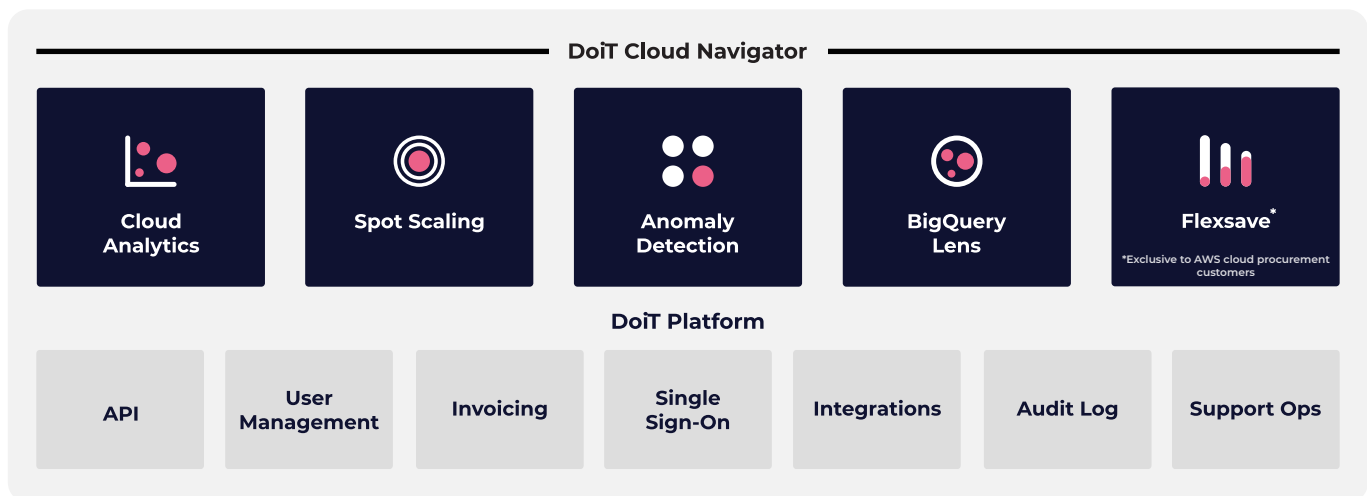 DoiT Cloud Navigator
Cloud
Analytics
Spot Scaling
Anomaly
Detection
BigQuery
Lens
Flexsave*
*Exclusive to AWS cloud procurement
customers
DoiT Platform
API
User
Management
Invoicing
Single
Sign-On
Integrations
Audit Log
Support Ops